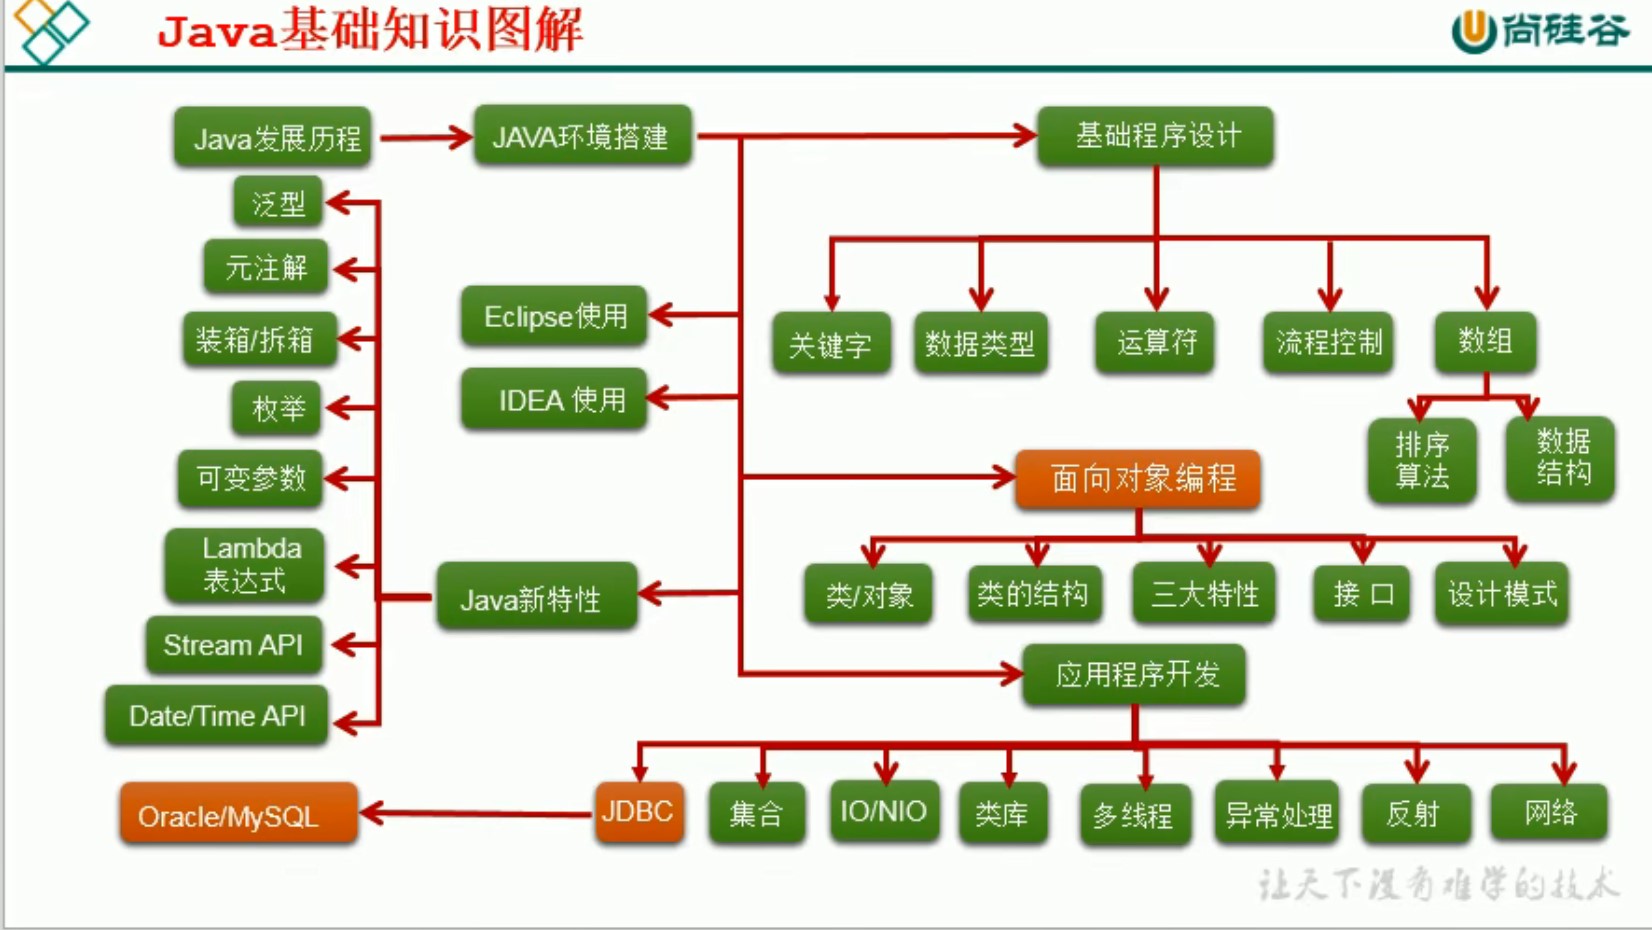 Java基础知识图解
尚硅谷
Java发展历程
JAVA环境搭建
基础程序设计
泛型
元注解
装箱/拆箱
枚举
可变参数
Lambda
表达式
Stream API
Date/Time API
Eclipse使用
IDEA 使用
Java新特性
关键字
数据类型
运算符
流程控制
数组
排序
算法
数据
结构
面向对象编程
类/对象
类的结构
三大特性
接 口
设计模式
应用程序开发
Oracle/MySQL
JDBC
集合
IO/NIO
类库
多线程
异常处理
反射
网络
让天下没有难学的技术